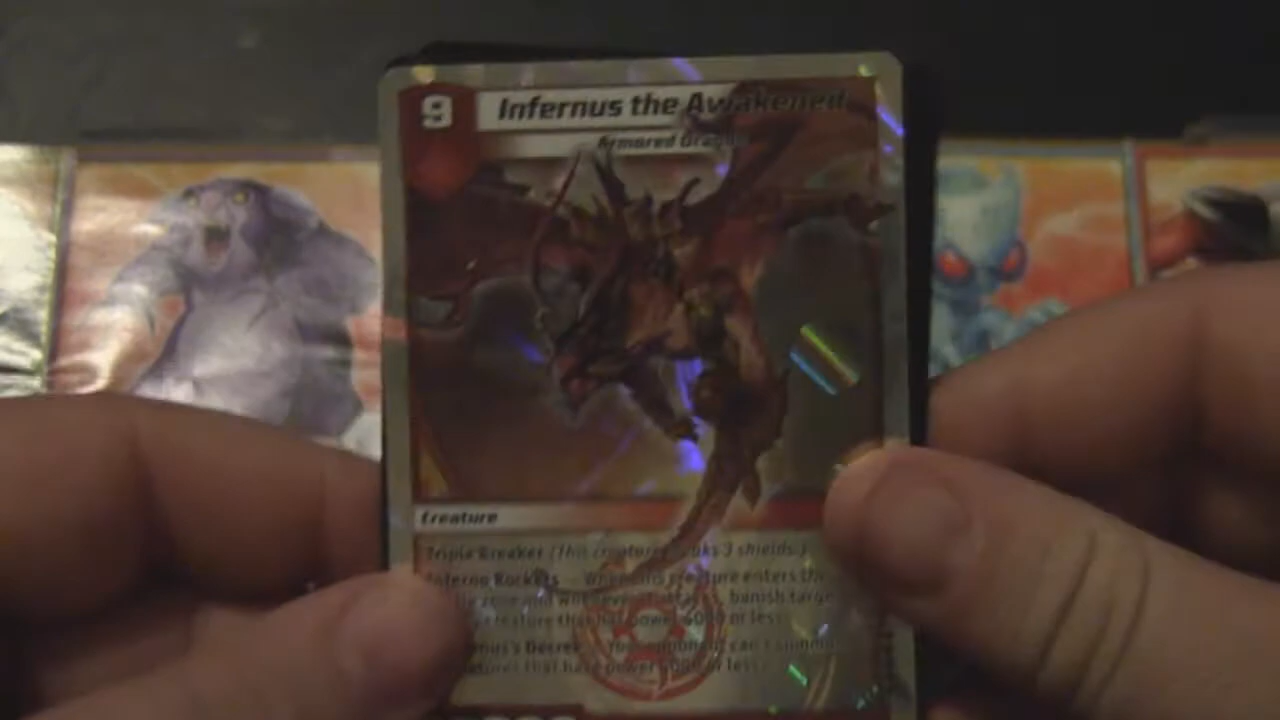 9
Infernus the Awakened
Armored Dragon
Creature
Triple Breaker (This creature breaks 3 shields.)
Inferno Rockets — When this creature enters the
zone and whenever it attacks, banish target
creature that has power 6000 or less.
Decree — Your opponent can't summon
creatures that have power 6000 or less.